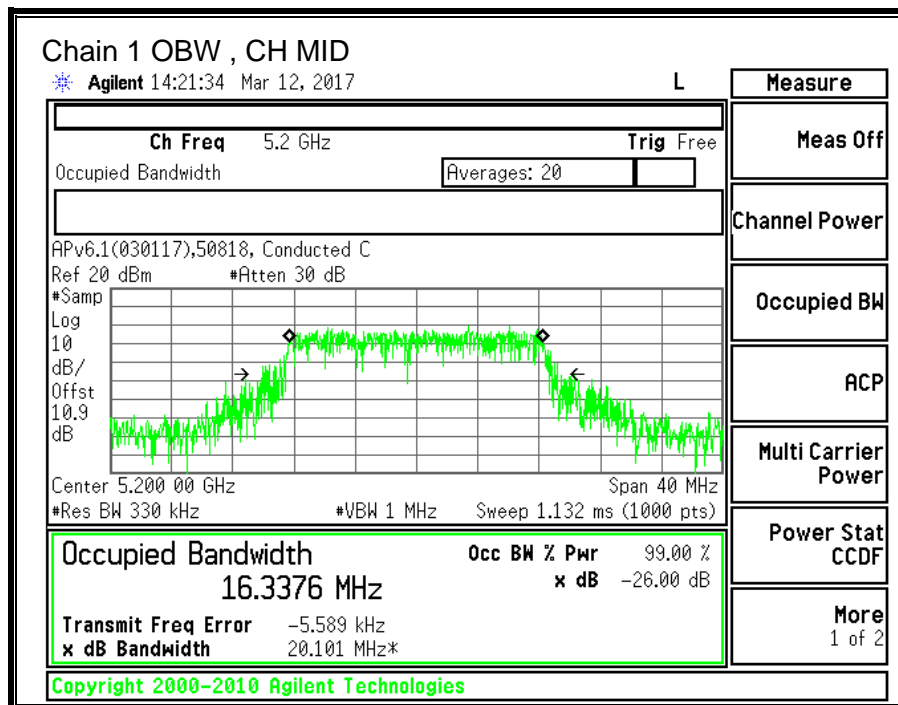 Chain 1 OBW , CH MID
Agilent 14:21:34 Mar 12, 2017 L
Measure
Ch Freq 5.2 GHz Trig Free
Meas Off
Occupied Bandwidth Averages: 20
Channel Power
APv6.1(030117),50818, Conducted C
Ref 20 dBm #Atten 30 dB
#Samp
Log
10
dB/
Offst
10.9
dB
Occupied BW
ACP
Multi Carrier
Power
Center 5.200 00 GHz Span 40 MHz
#Res BW 330 kHz #VBW 1 MHz Sweep 1.132 ms (1000 pts)
Power Stat
CCDF
Occupied Bandwidth Occ BW % Pwr 99.00 %
16.3376 MHz x dB -26.00 dB
Transmit Freq Error -5.589 kHz
x dB Bandwidth 20.101 MHz*
More
1 of 2
Copyright 2000-2010 Agilent Technologies